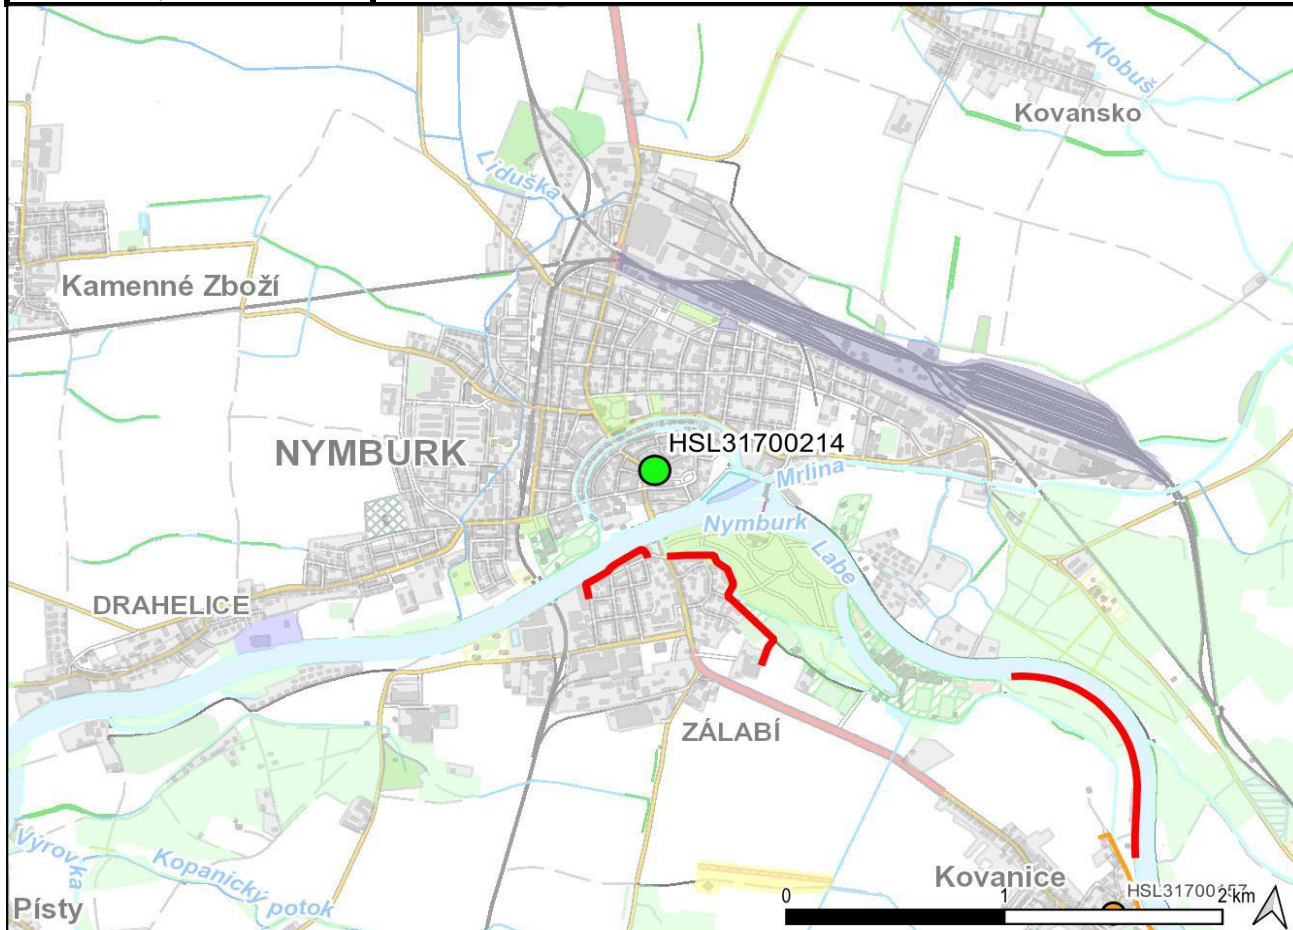 Klobuš
Kovansko
Liduška
Kamenné Zboží
NYMBURK
HSL31700214
Mrlina
Nymburk
Labe
DRAHELICE
ZÁLABÍ
Výrovka
Kopanický potok
Písty
Kovanice
0
1
2 km